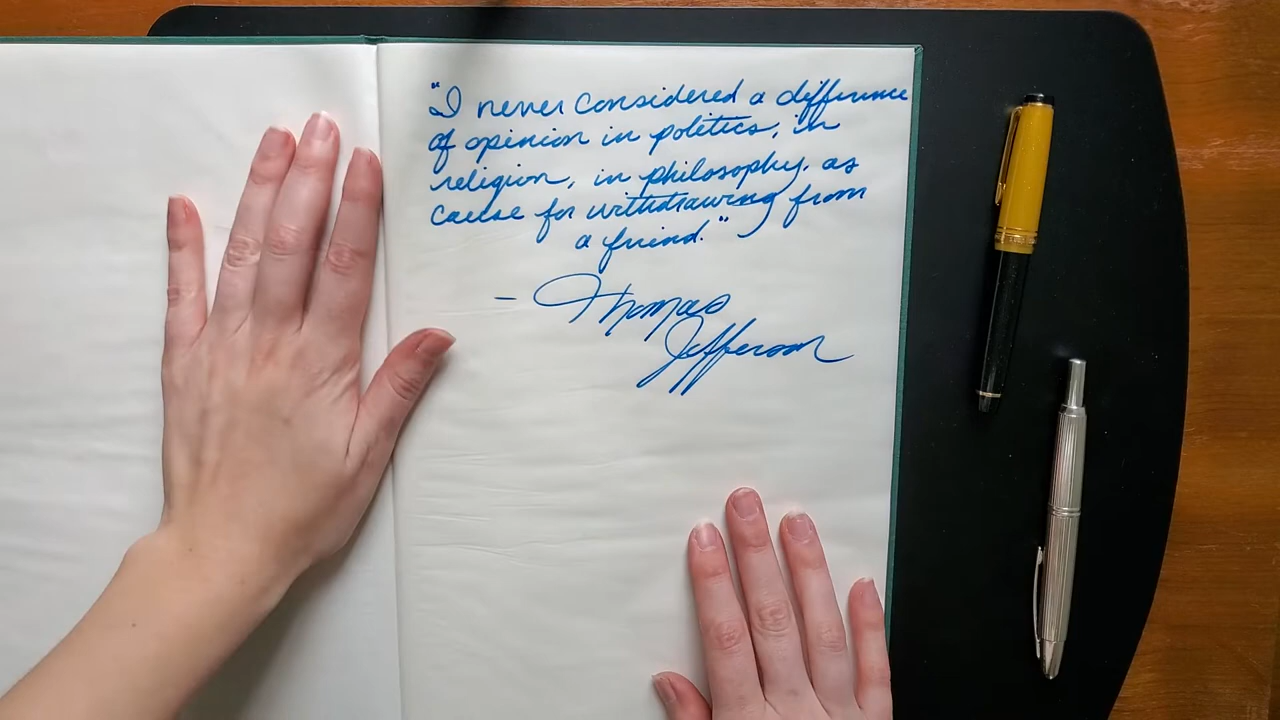 "I never considered a difference
of opinion in politics, in
religion, in philosophy, as
cause for withdrawing from
a friend."
- Thomas
Jefferson